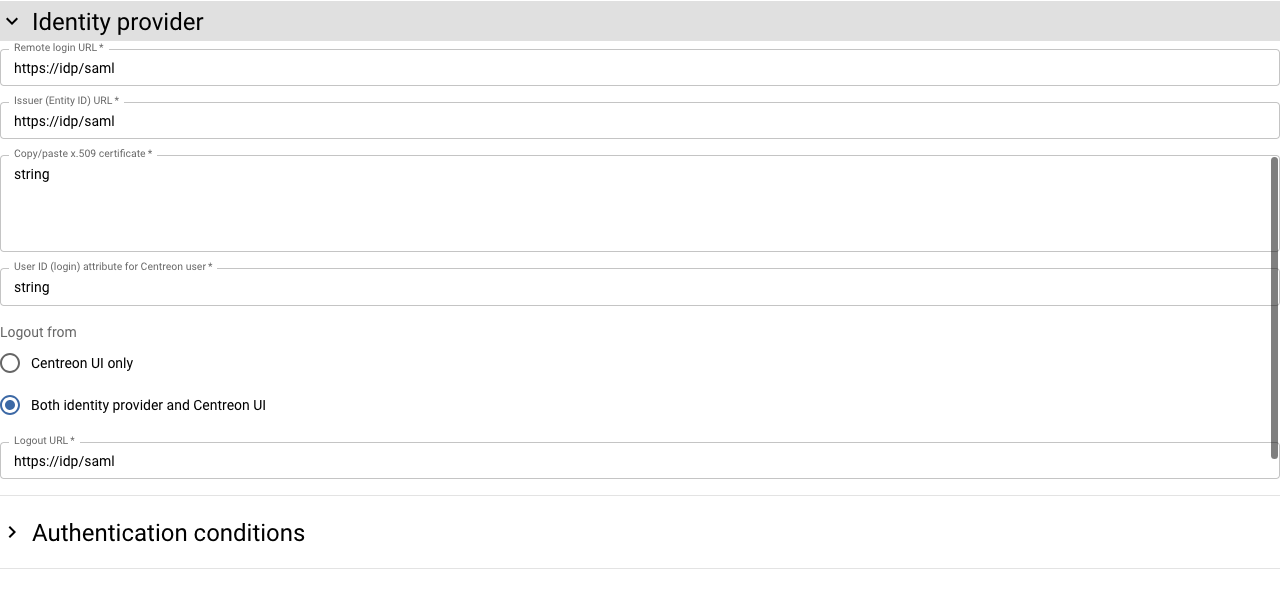 Identity provider
Remote login URL *
https://idp/saml
Issuer (Entity ID) URL *
https://idp/saml
Copy/paste x.509 certificate *
string
User ID (login) attribute for Centreon user *
string
Logout from
Centreon UI only
Both identity provider and Centreon UI
Logout URL *
https://idp/saml
Authentication conditions